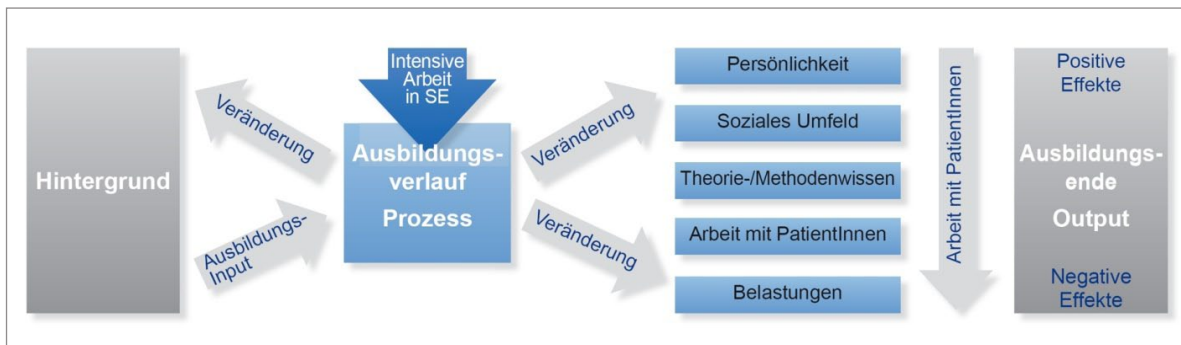 Hintergrund
Veränderung
Ausbildungs-
Input
Intensive
Arbeit
in SE
Ausbildungs-
verlauf
Prozess
Veränderung
Veränderung
Persönlichkeit
Soziales Umfeld
Theorie-/Methodenwissen
Arbeit mit PatientInnen
Belastungen
Arbeit mit PatientInnen
Positive
Effekte
Ausbildungs-
ende
Output
Negative
Effekte